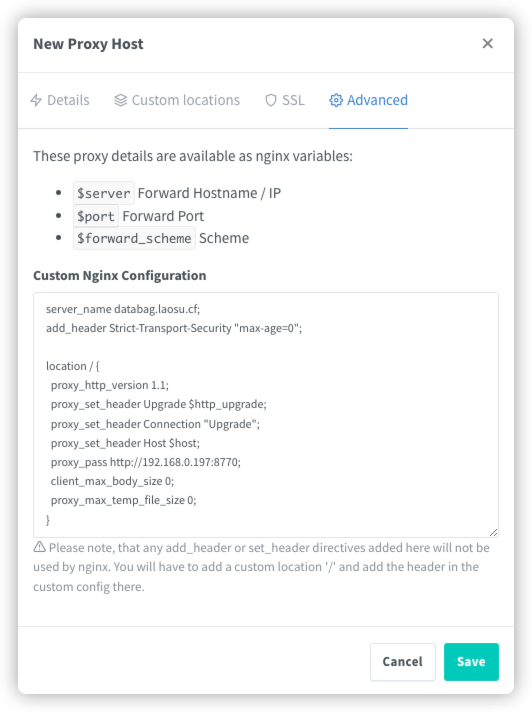 New Proxy Host
Details
Custom locations
SSL
Advanced
These proxy details are available as nginx variables:
• $server Forward Hostname / IP
• $port Forward Port
• $forward_scheme Scheme
Custom Nginx Configuration
server_name databag.laosu.cf;
add_header Strict-Transport-Security "max-age=0";
location / {
proxy_http_version 1.1;
proxy_set_header Upgrade $http_upgrade;
proxy_set_header Connection "Upgrade";
proxy_set_header Host $host;
proxy_pass http://192.168.0.197:8770;
client_max_body_size 0;
proxy_max_temp_file_size 0;
}
Please note, that any add_header or set_header directives added here will not be
used by nginx. You will have to add a custom location '/' and add the header in the
custom config there.
Cancel
Save